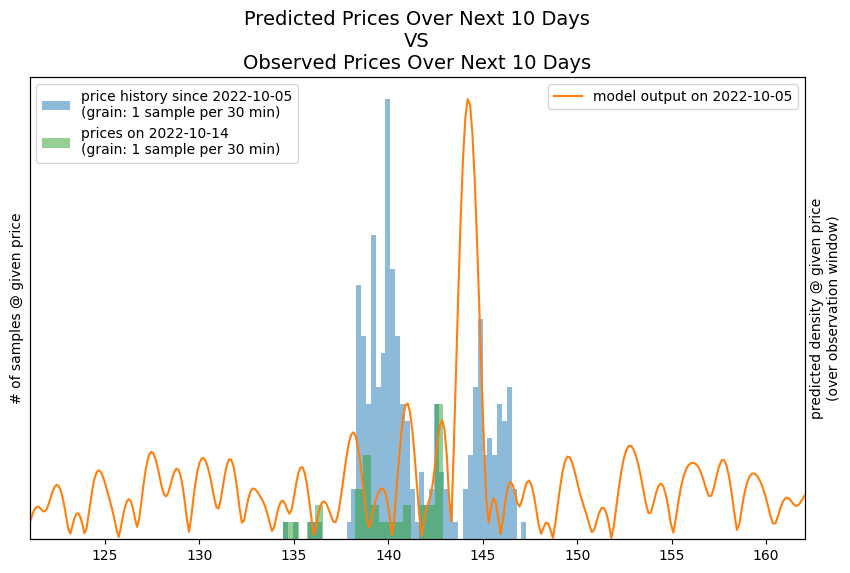 Predicted Prices Over Next 10 Days
VS
Observed Prices Over Next 10 Days
price history since 2022-10-05
(grain: 1 sample per 30 min)
prices on 2022-10-14
(grain: 1 sample per 30 min)
model output on 2022-10-05
# of samples @ given price
predicted density @ given price
(over observation window)
125 130 135 140 145 150 155 160